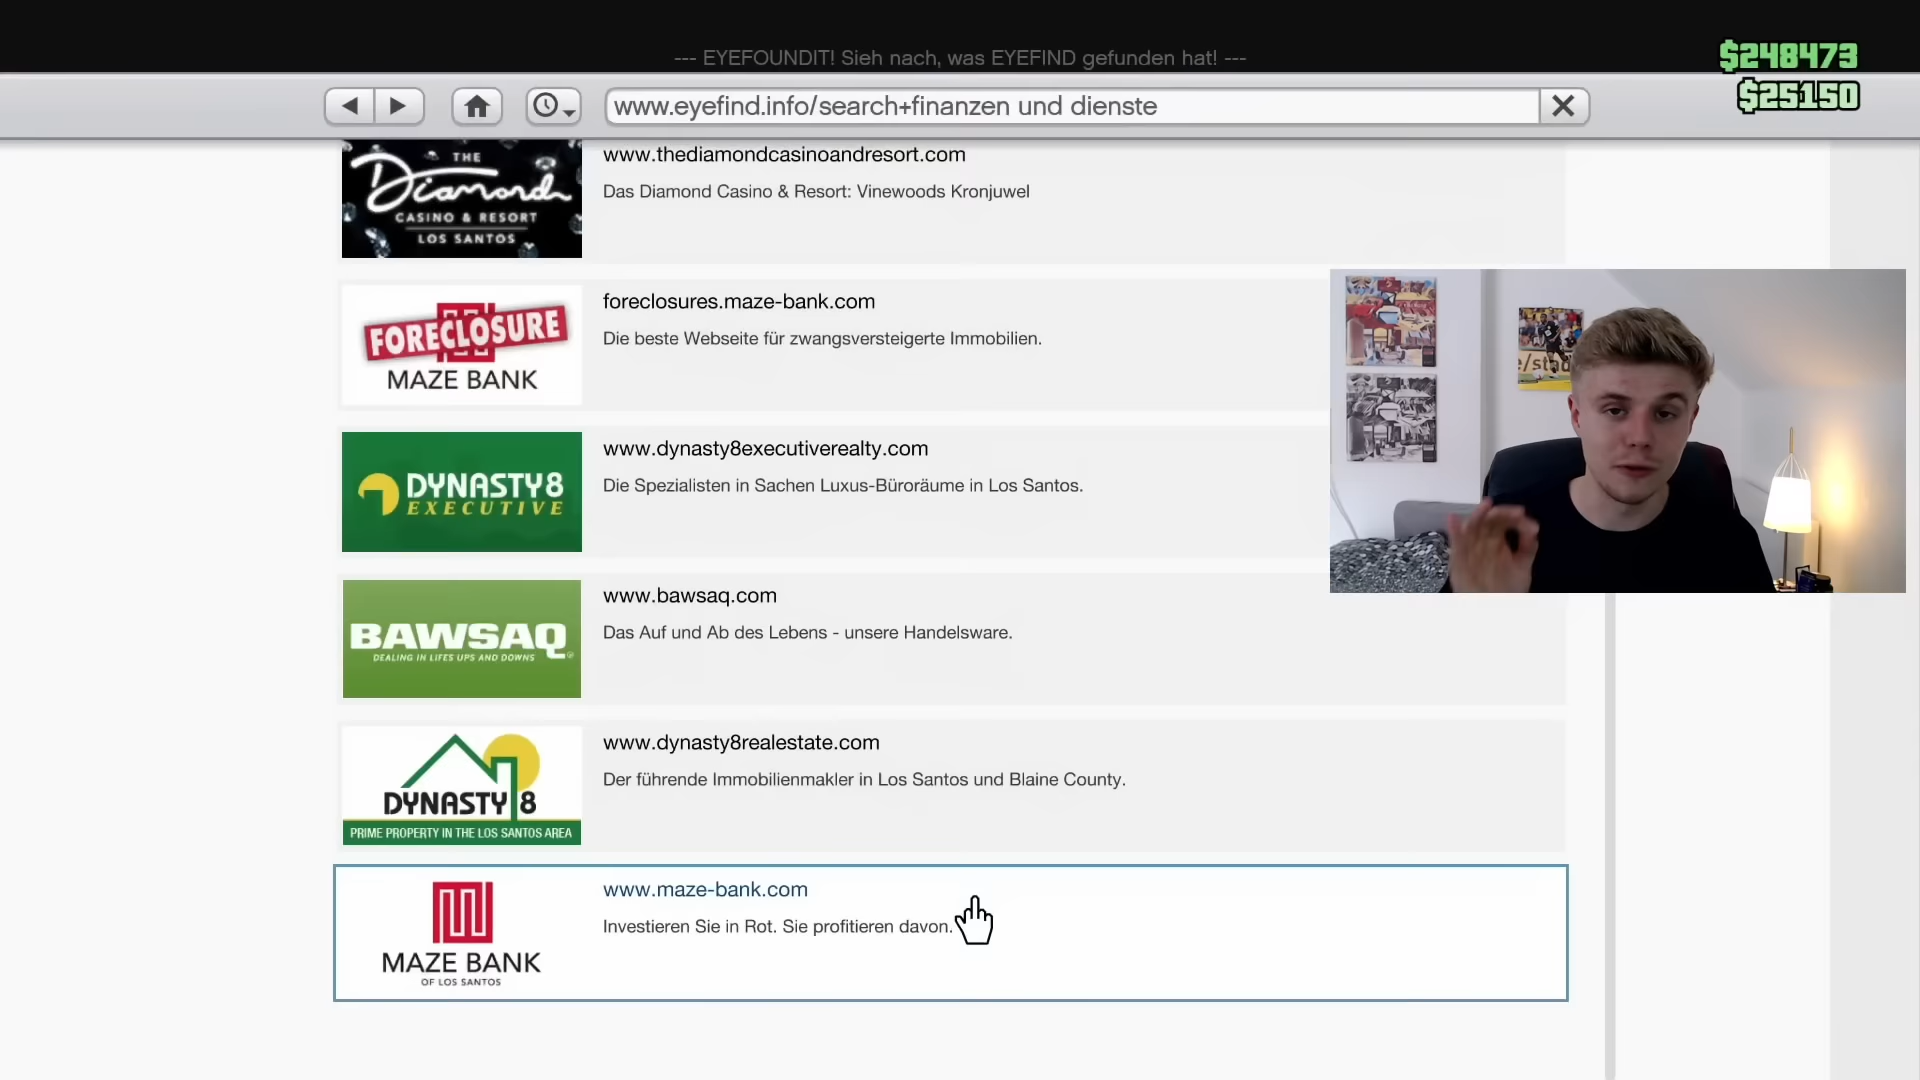 --- EYEFOUNDIT! Sieh nach, was EYEFIND gefunden hat! ---
$248473
$25150
www.eyefind.info/search+finanzen und dienste
THE
Diamond
CASINO & RESORT
LOS SANTOS
www.thediamondcasinoandresort.com
Das Diamond Casino & Resort: Vinewoods Kronjuwel
FORECLOSURE
MAZE BANK
foreclosures.maze-bank.com
Die beste Webseite für zwangsversteigerte Immobilien.
DYNASTY8
EXECUTIVE
www.dynasty8executiverealty.com
Die Spezialisten in Sachen Luxus-Büroräume in Los Santos.
BAWSAQ
DEALING IN LIFES UPS AND DOWNS
www.bawsaq.com
Das Auf und Ab des Lebens - unsere Handelsware.
DYNASTY 8
PRIME PROPERTY IN THE LOS SANTOS AREA
www.dynasty8realestate.com
Der führende Immobilienmakler in Los Santos und Blaine County.
MAZE BANK
OF LOS SANTOS
www.maze-bank.com
Investieren Sie in Rot. Sie profitieren davon.